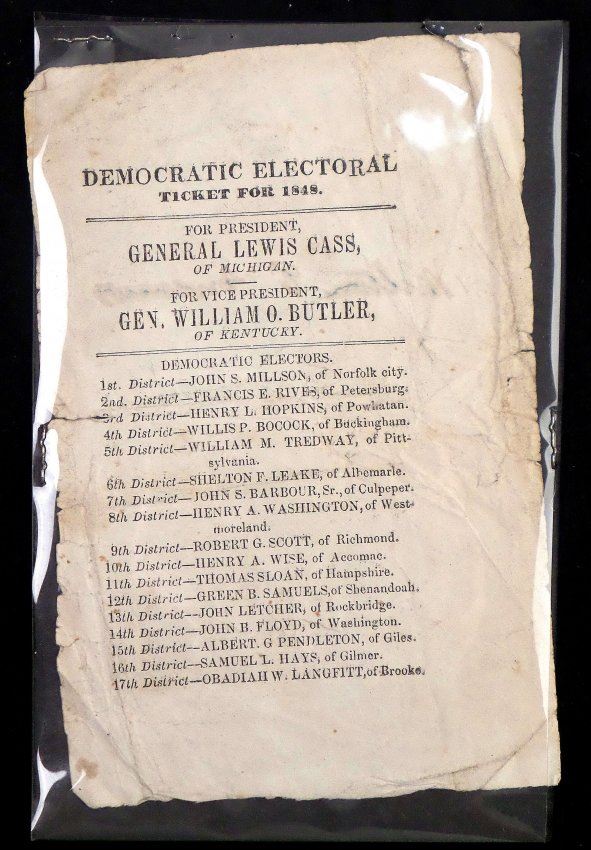 DEMOCRATIC ELECTORAL
TICKET FOR 1848.
FOR PRESIDENT,
GENERAL LEWIS CASS,
OF MICHIGAN.
FOR VICE PRESIDENT,
GEN. WILLIAM O. BUTLER,
OF KENTUCKY.
DEMOCRATIC ELECTORS.
1st. District—JOHN S. MILLSON, of Norfolk city.
2nd. District—FRANCIS E. RIVES, of Petersburg.
3rd District—HENRY L. HOPKINS, of Powhatan.
4th District—WILLIS P. BOCOCK, of Buckingham.
5th District—WILLIAM M. TREDWAY, of Pitt-
sylvania.
6th District—SHELTON F. LEAKE, of Albemarle.
7th District—JOHN S. BARBOUR, Sr., of Culpeper.
8th District—HENRY A. WASHINGTON, of West-
moreland.
9th District—ROBERT G. SCOTT, of Richmond.
10th District—HENRY A. WISE, of Accomac.
11th District—THOMAS SLOAN, of Hampshire.
12th District—GREEN B. SAMUELS, of Shenandoah.
13th District—JOHN LETCHER, of Rockbridge.
14th District—JOHN B. FLOYD, of Washington.
15th District—ALBERT. G PENDLETON, of Giles.
16th District—SAMUEL L. HAYS, of Gilmer.
17th District—OBADIAH W. LANGFITT, of Brooke.